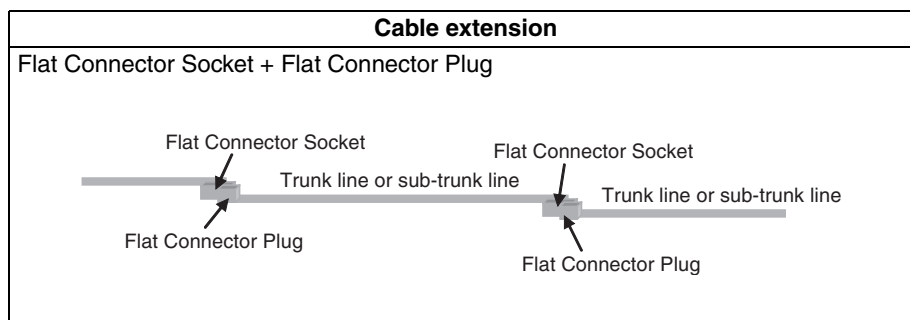 Cable extension
Flat Connector Socket + Flat Connector Plug
Flat Connector Socket
Flat Connector Socket
Trunk line or sub-trunk line
Trunk line or sub-trunk line
Flat Connector Plug
Flat Connector Plug